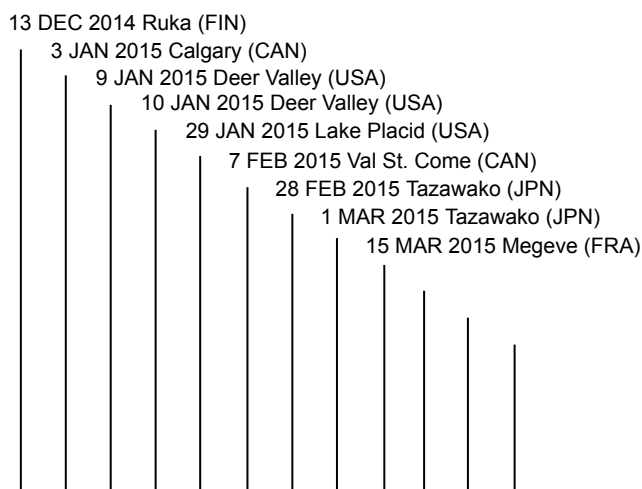 13 DEC 2014 Ruka (FIN)
3 JAN 2015 Calgary (CAN)
9 JAN 2015 Deer Valley (USA)
10 JAN 2015 Deer Valley (USA)
29 JAN 2015 Lake Placid (USA)
7 FEB 2015 Val St. Come (CAN)
28 FEB 2015 Tazawako (JPN)
1 MAR 2015 Tazawako (JPN)
15 MAR 2015 Megeve (FRA)